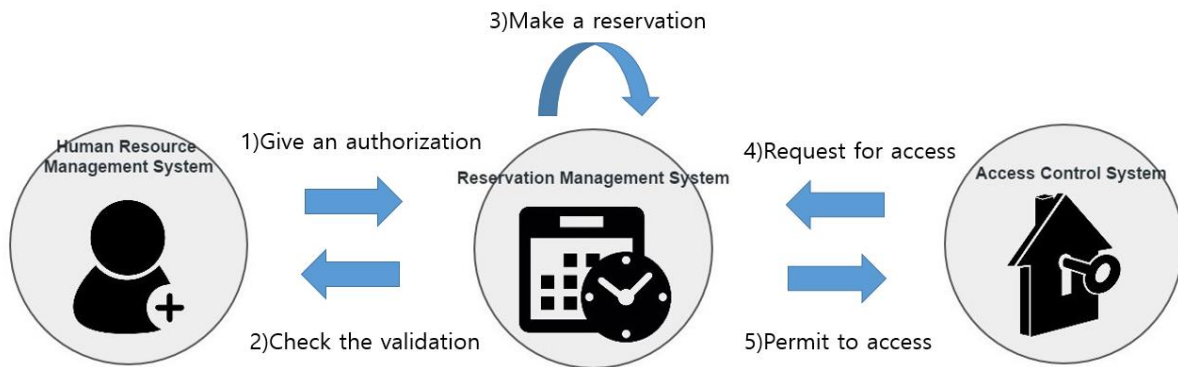 3)Make a reservation
Human Resource
Management System
1)Give an authorization
Reservation Management System
4)Request for access
Access Control System
2)Check the validation
5)Permit to access